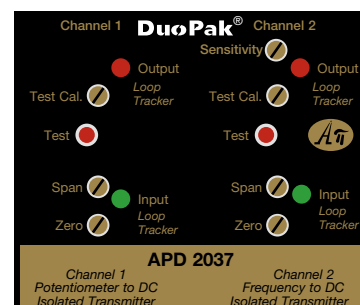 Channel 1 DuoPak® Channel 2
Sensitivity
Output Output
Test Cal. Loop Tracker Test Cal. Loop Tracker
Test Test
Aπ
Span Input Span Input
Zero Loop Tracker Zero Loop Tracker
APD 2037
Channel 1 Channel 2
Potentiometer to DC Frequency to DC
Isolated Transmitter Isolated Transmitter